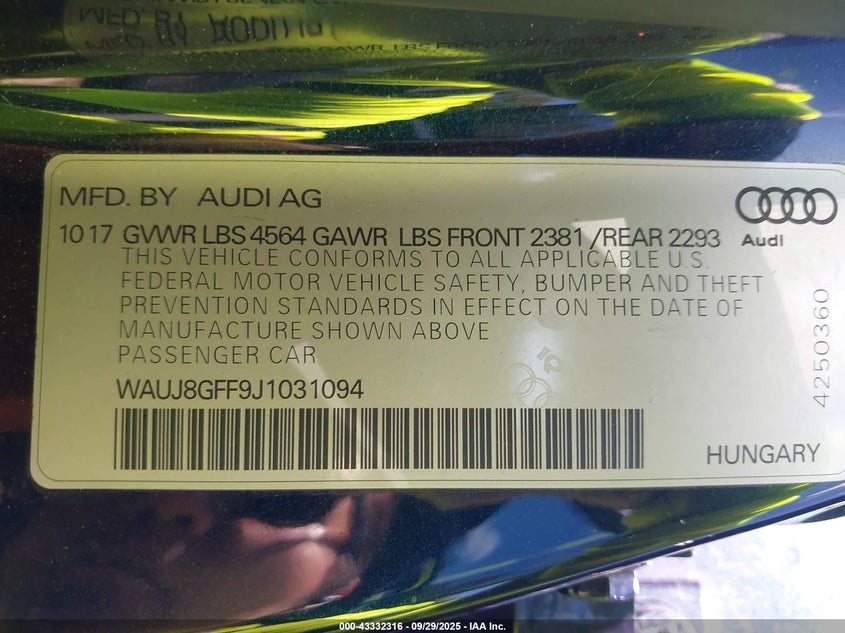 MFD. BY AUDI AG
1017 GVWR LBS 4564 GAWR LBS FRONT 2381 /REAR 2293
Audi
THIS VEHICLE CONFORMS TO ALL APPLICABLE U.S.
FEDERAL MOTOR VEHICLE SAFETY, BUMPER AND THEFT
PREVENTION STANDARDS IN EFFECT ON THE DATE OF
MANUFACTURE SHOWN ABOVE
PASSENGER CAR
4250360
WAUJ8GFF9J1031094
HUNGARY
000-43332316 - 09/29/2025 - IAA Inc.